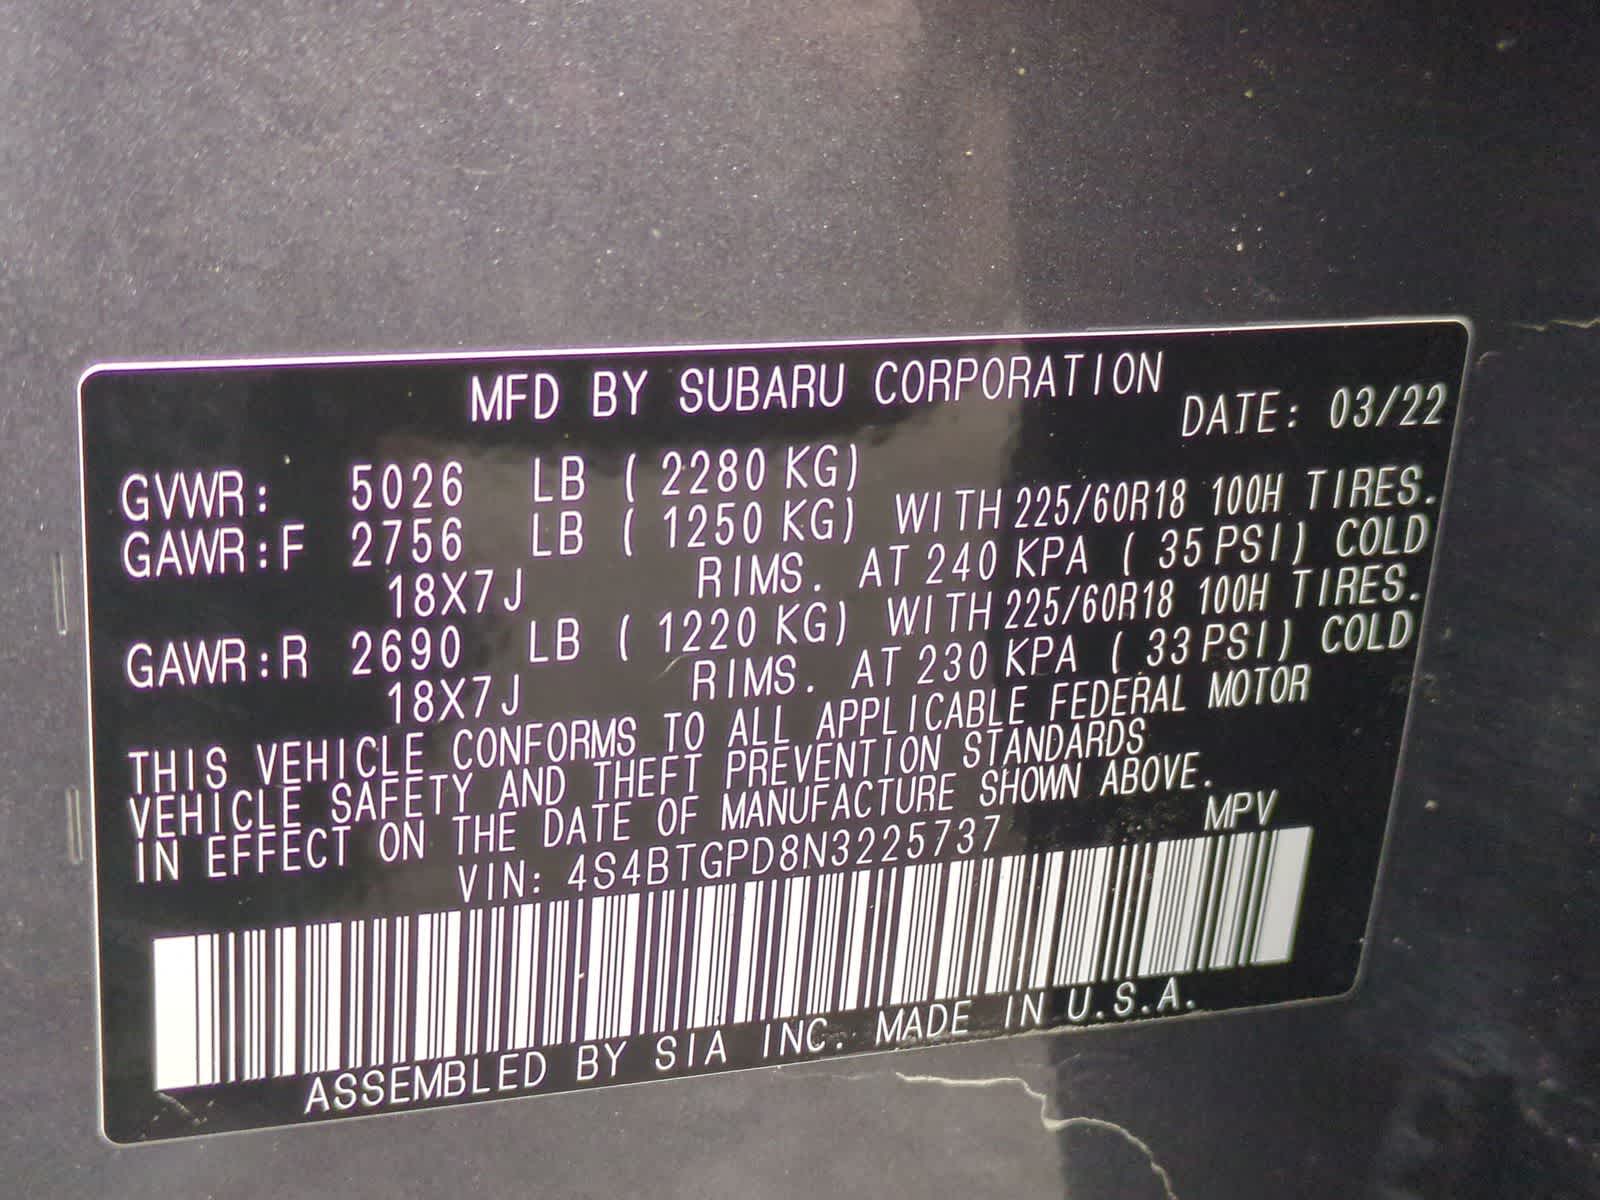 MFD BY SUBARU CORPORATION
DATE: 03/22
GVWR: 5026 LB ( 2280 KG)
GAWR:F 2756 LB ( 1250 KG) WITH 225/60R18 100H TIRES.
18X7J RIMS. AT 240 KPA ( 35 PSI) COLD
GAWR:R 2690 LB ( 1220 KG) WITH 225/60R18 100H TIRES.
18X7J RIMS. AT 230 KPA ( 33 PSI) COLD
THIS VEHICLE CONFORMS TO ALL APPLICABLE FEDERAL MOTOR
VEHICLE SAFETY AND THEFT PREVENTION STANDARDS
IN EFFECT ON THE DATE OF MANUFACTURE SHOWN ABOVE.
VIN: 4S4BTGPD8N3225737 MPV
ASSEMBLED BY SIA INC. MADE IN U.S.A.